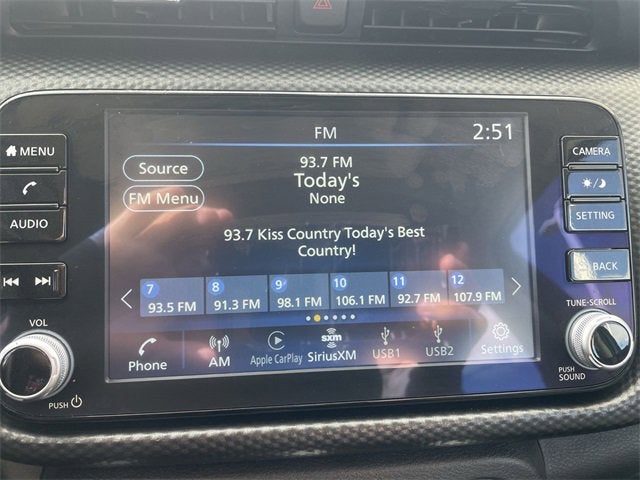 FM
2:51
MENU
AUDIO
VOL
PUSH
Source
FM Menu
93.7 FM
Today's
None
93.7 Kiss Country Today's Best
Country!
7
93.5 FM
8
91.3 FM
9
98.1 FM
10
106.1 FM
11
92.7 FM
12
107.9 FM
Phone
AM
Apple CarPlay
sxm
SiriusXM
USB1
USB2
Settings
CAMERA
SETTING
BACK
TUNE-SCROLL
PUSH
SOUND